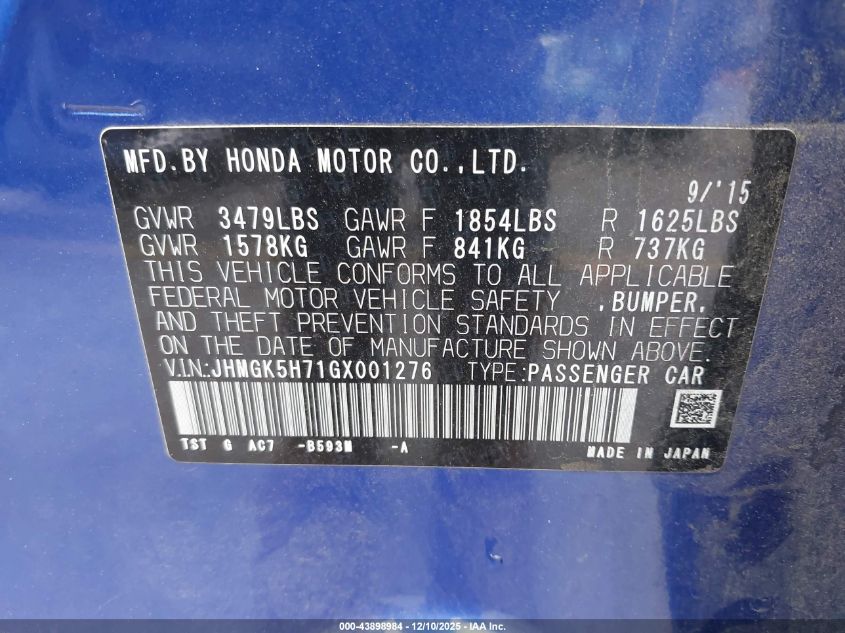 MFD.BY HONDA MOTOR CO.,LTD.
9/'15
GVWR 3479LBS GAWR F 1854LBS R 1625LBS
GVWR 1578KG GAWR F 841KG R 737KG
THIS VEHICLE CONFORMS TO ALL APPLICABLE
FEDERAL MOTOR VEHICLE SAFETY ,BUMPER,
AND THEFT PREVENTION STANDARDS IN EFFECT
ON THE DATE OF MANUFACTURE SHOWN ABOVE.
V.IN:JHMGK5H71GX001276 TYPE:PASSENGER CAR
TST G AC7 -B593M -A MADE IN JAPAN
000-43898984 - 12/10/2025 - IAA Inc.